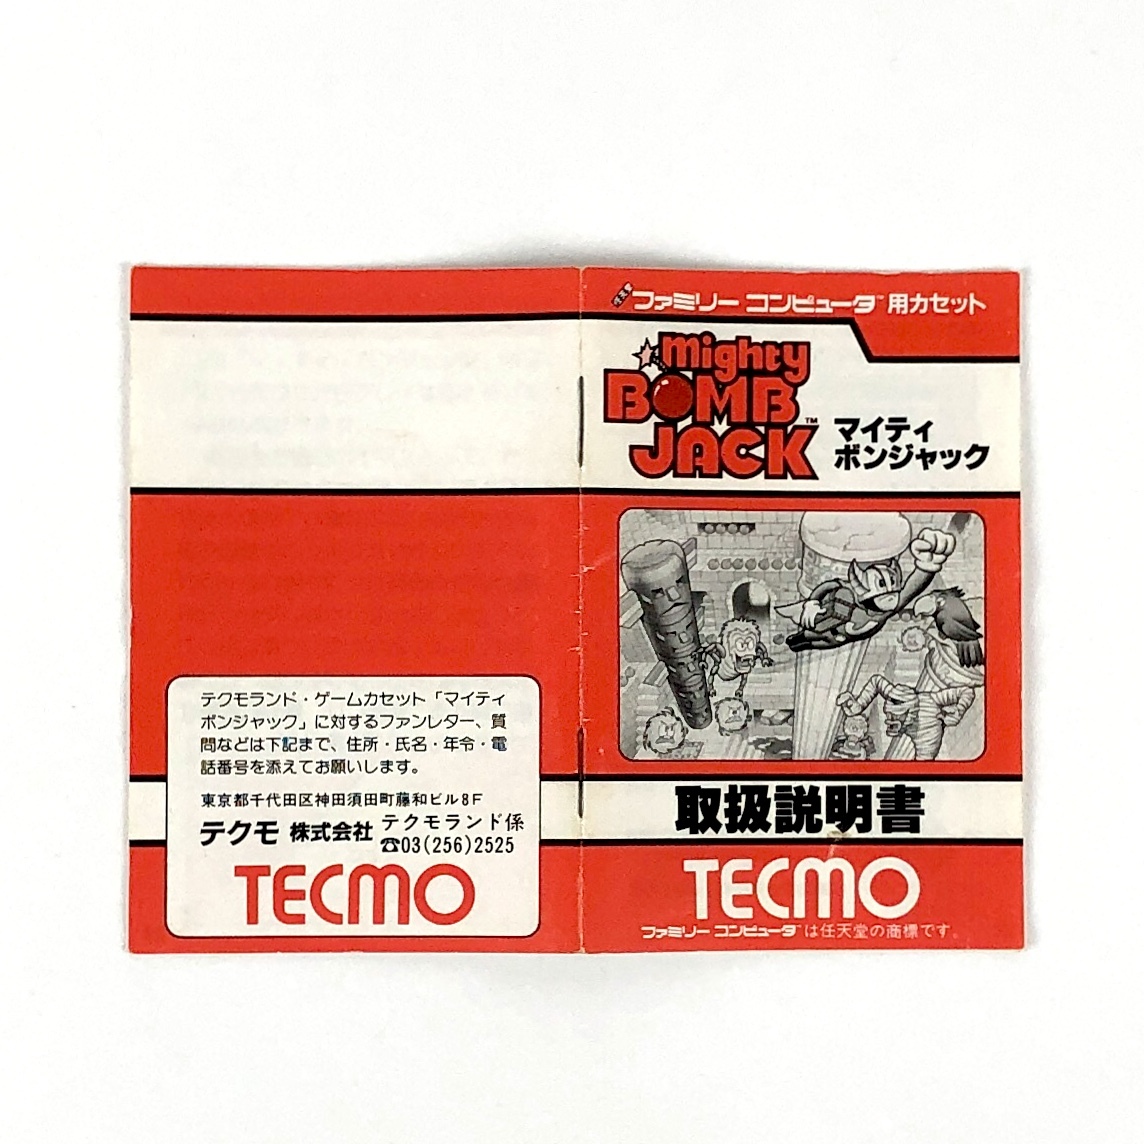 任天堂
ファミリー コンピュータ™用カセット
mighty
BOMB
JACK™
マイティ
ボンジャック
取扱説明書
TECMO
ファミリー コンピュータ™は任天堂の商標です。
テクモランド・ゲームカセット「マイティ
ボンジャック」に対するファンレター、質
問などは下記まで、住所・氏名・年令・電
話番号を添えてお願いします。
東京都千代田区神田須田町藤和ビル8F
テクモ 株式会社 テクモランド係
☎03(256)2525
TECMO